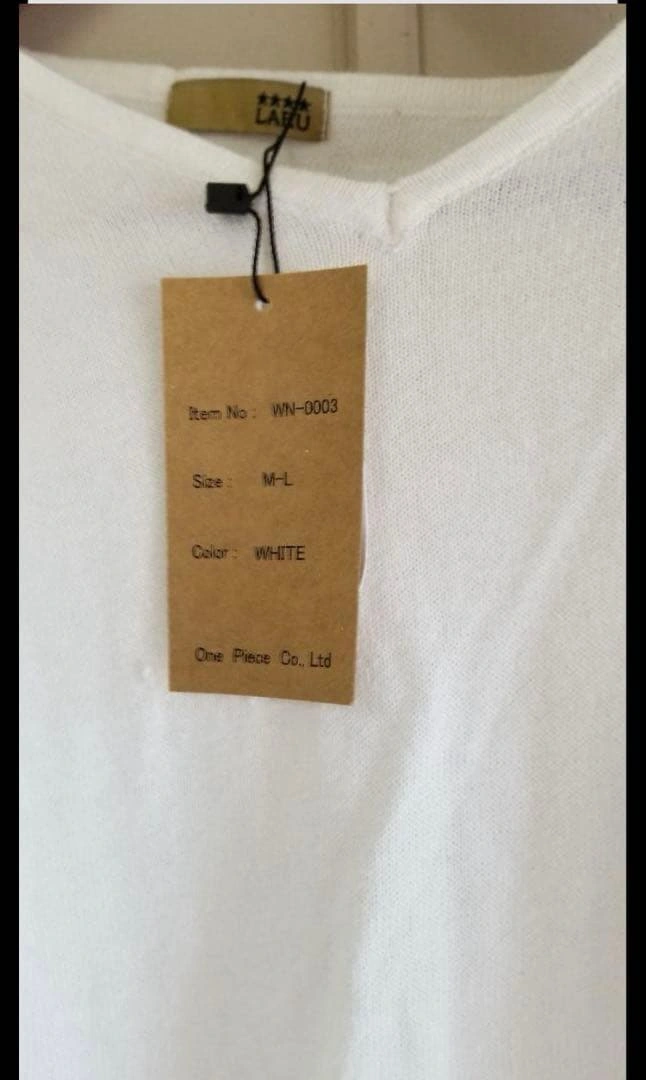 ★★★★
Item No : WN-0003
Size : M-L
Color : WHITE
One Piece Co., Ltd